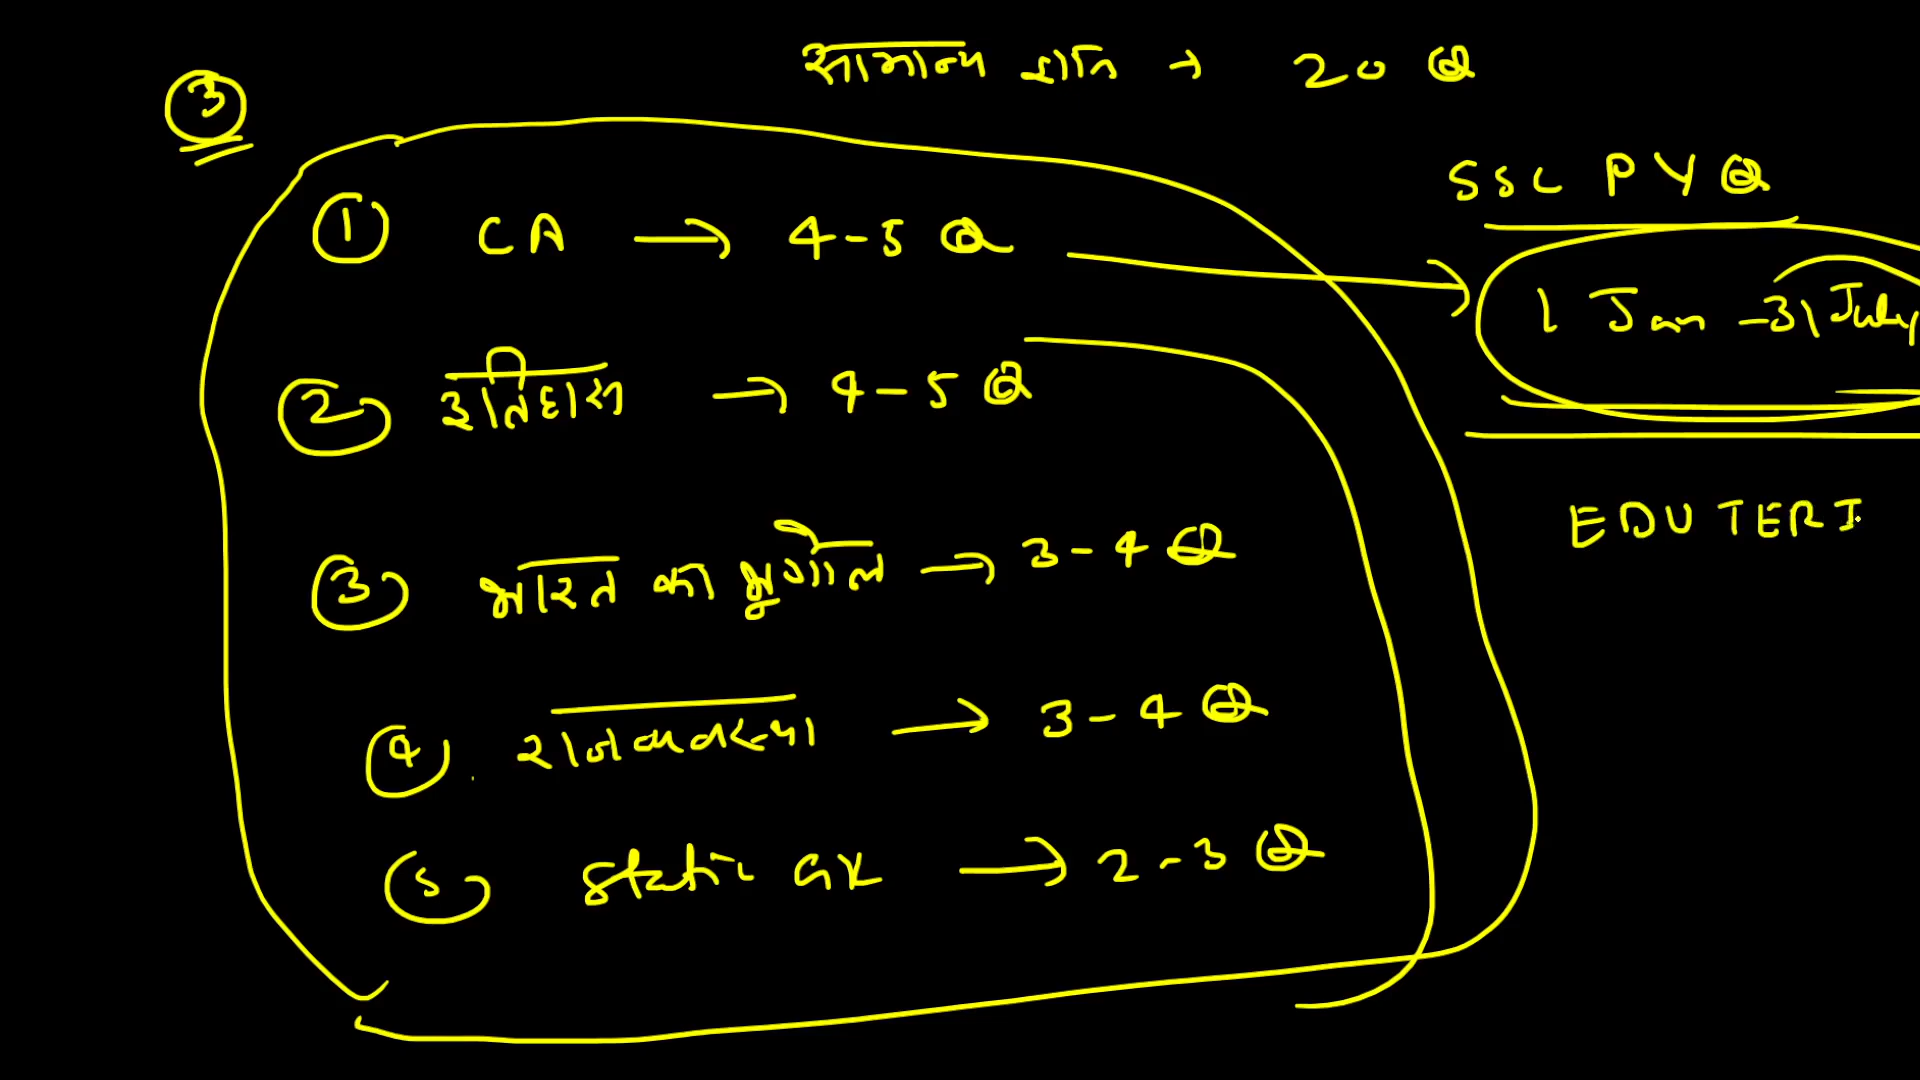 सामान्य ज्ञान → 20 Q
3
SSC PYQ
1 CA → 4-5 Q
1 Jan - 31 July
2 इतिहास → 4-5 Q
EDUTERI
3 भारत का भूगोल → 3-4 Q
4 राजव्यवस्था → 3-4 Q
5 Static GK → 2-3 Q